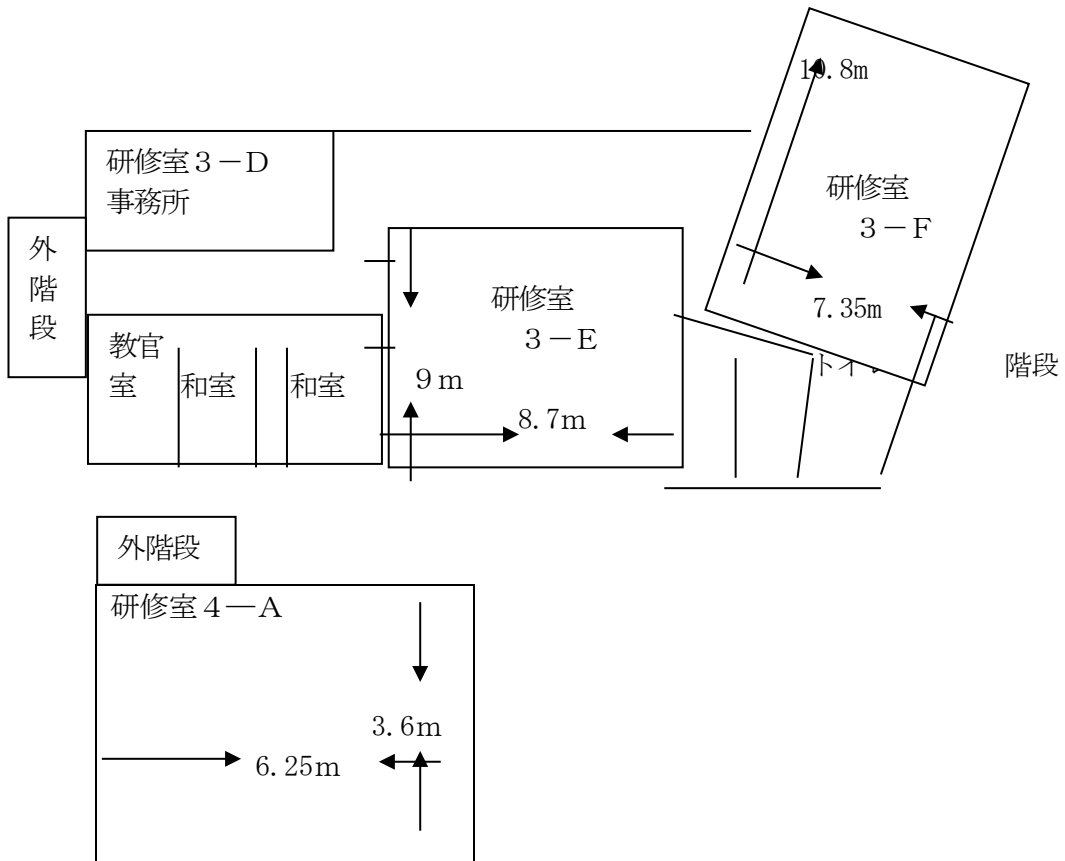 10.8m
研修室３－Ｄ
事務所
研修室
３－Ｆ
外
階
段
研修室
３－Ｅ
7.35m
教官
室
和室
和室
9m
8.7m
階段
外階段
研修室４―Ａ
3.6m
6.25m